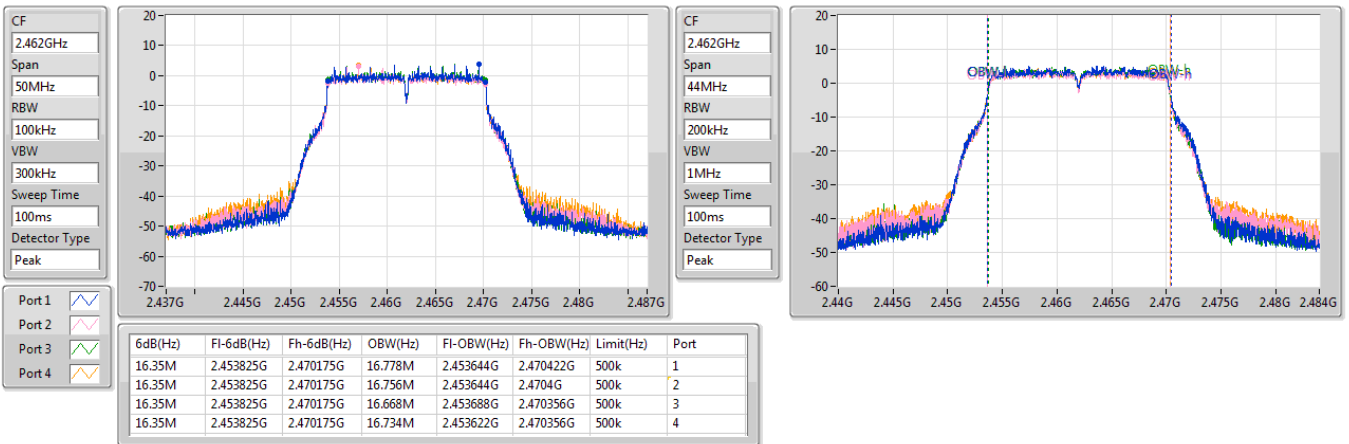 CF
2.462GHz
Span
50MHz
RBW
100kHz
VBW
300kHz
Sweep Time
100ms
Detector Type
Peak
20
10
0
-10
-20
-30
-40
-50
-60
-70
2.437G 2.445G 2.45G 2.455G 2.46G 2.465G 2.47G 2.475G 2.48G 2.487G
CF
2.462GHz
Span
44MHz
RBW
200kHz
VBW
1MHz
Sweep Time
100ms
Detector Type
Peak
20
10
0
-10
-20
-30
-40
-50
-60
OBW-l OBW-h
2.44G 2.445G 2.45G 2.455G 2.46G 2.465G 2.47G 2.475G 2.48G 2.484G
Port 1
Port 2
Port 3
Port 4
6dB(Hz) Fl-6dB(Hz) Fh-6dB(Hz) OBW(Hz) Fl-OBW(Hz) Fh-OBW(Hz) Limit(Hz) Port
16.35M 2.453825G 2.470175G 16.778M 2.453644G 2.470422G 500k 1
16.35M 2.453825G 2.470175G 16.756M 2.453644G 2.4704G 500k 2
16.35M 2.453825G 2.470175G 16.668M 2.453688G 2.470356G 500k 3
16.35M 2.453825G 2.470175G 16.734M 2.453622G 2.470356G 500k 4